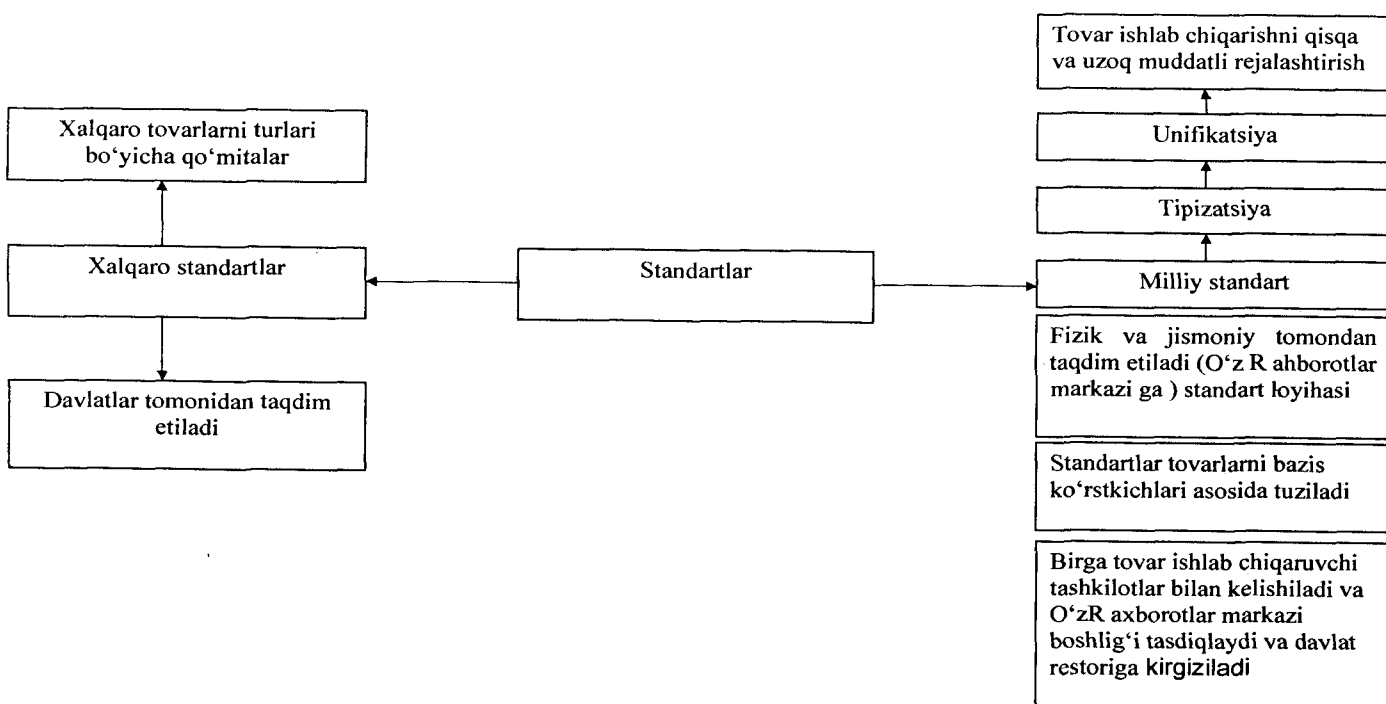 Xalqaro tovarlarni turlari
bo‘yicha qo‘mitalar
Xalqaro standartlar
Davlatlar tomonidan taqdim
etiladi
Standartlar
Tovar ishlab chiqarishni qisqa
va uzoq muddatli rejalashtirish
Unifikatsiya
Tipizatsiya
Milliy standart
Fizik va jismoniy tomondan
taqdim etiladi (O‘z R ahborotlar
markazi ga ) standart loyihasi
Standartlar tovarlarni bazis
ko‘rstkichlari asosida tuziladi
Birga tovar ishlab chiqaruvchi
tashkilotlar bilan kelishiladi va
O‘zR axborotlar markazi
boshlig‘i tasdiqlaydi va davlat
restoriga kirgiziladi